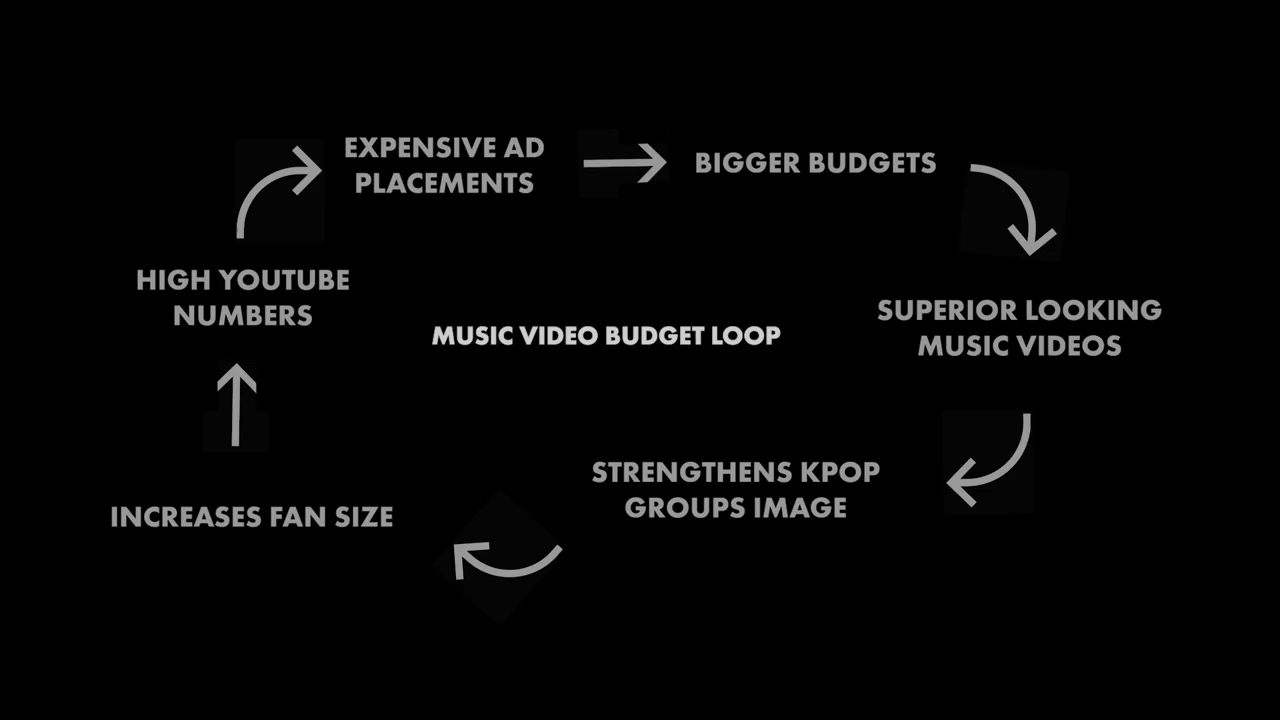 EXPENSIVE AD
PLACEMENTS
BIGGER BUDGETS
HIGH YOUTUBE
NUMBERS
MUSIC VIDEO BUDGET LOOP
SUPERIOR LOOKING
MUSIC VIDEOS
STRENGTHENS KPOP
GROUPS IMAGE
INCREASES FAN SIZE